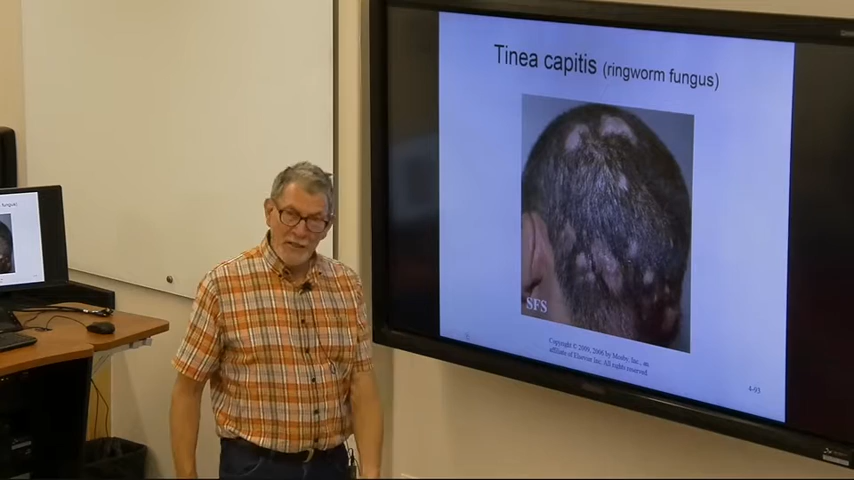 Tinea capitis (ringworm fungus)
SFS
Copyright © 2009, 2006 by Mosby, Inc., an
affiliate of Elsevier Inc. All rights reserved.
4-93